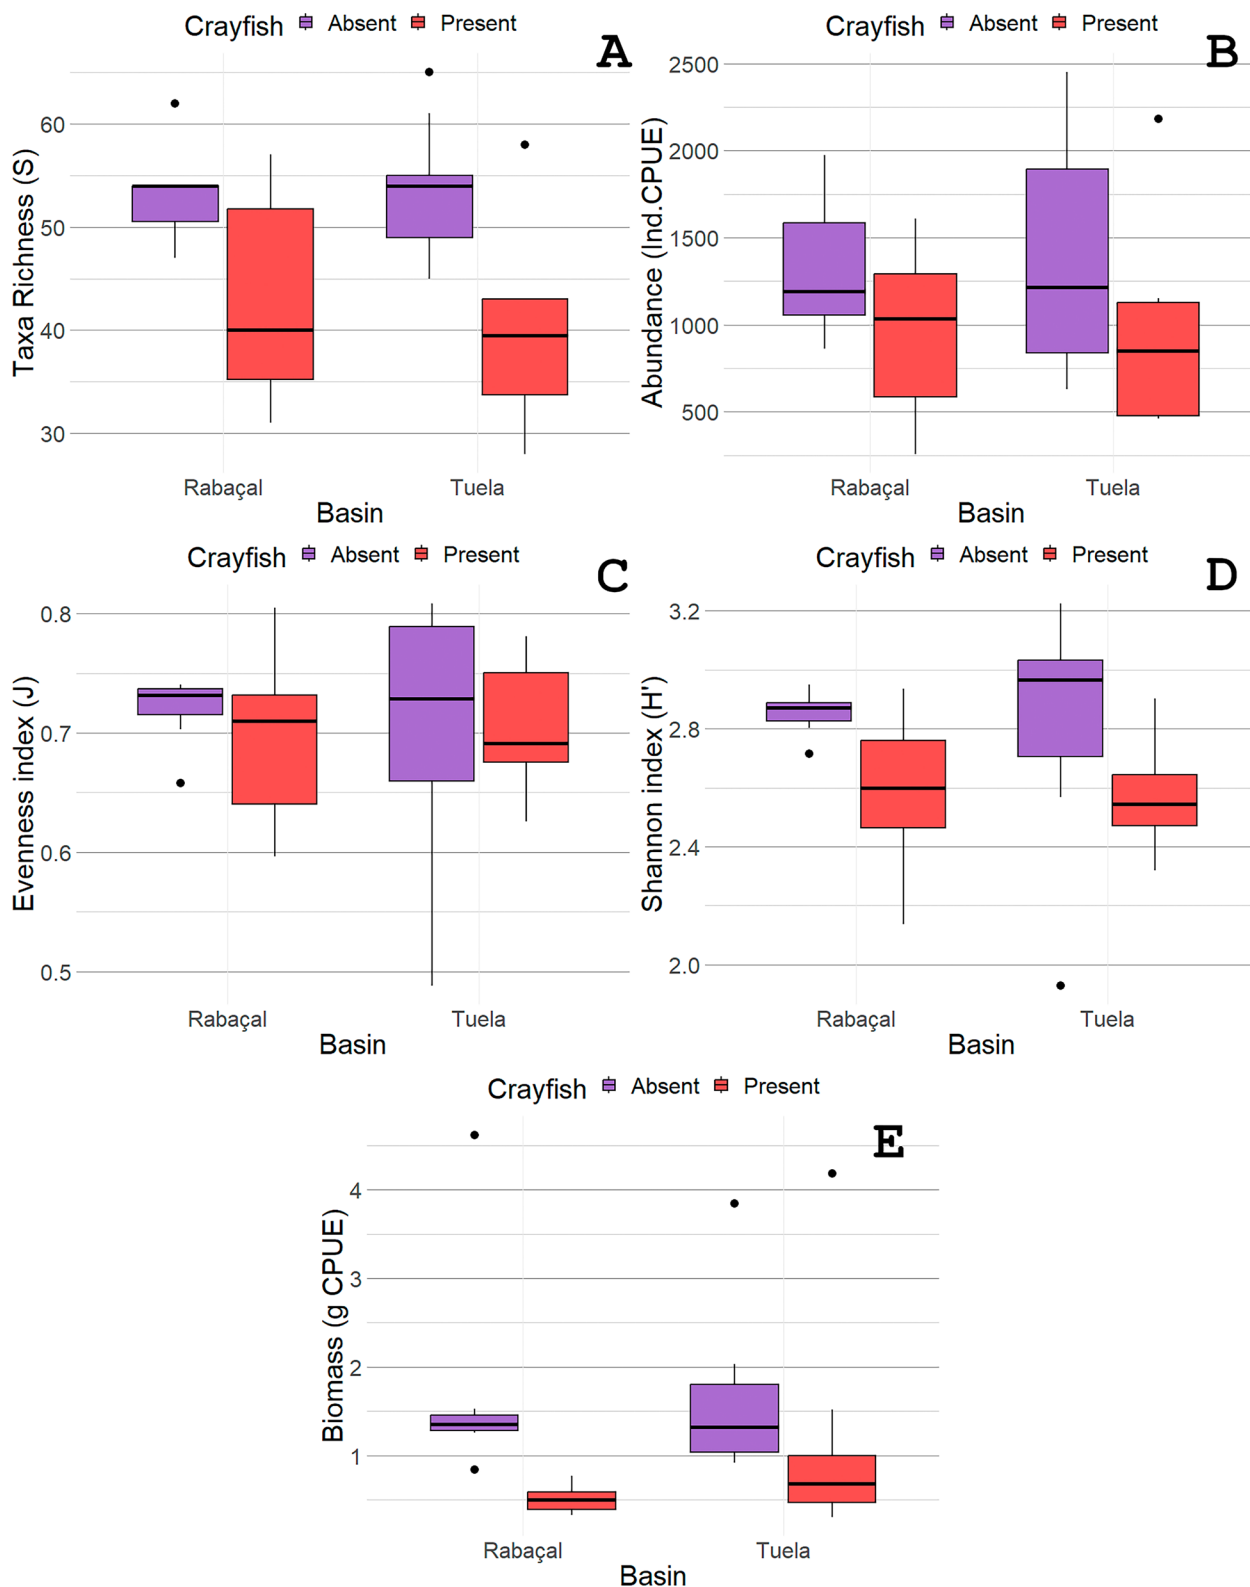 Crayfish Absent Present
A
Taxa Richness (S)
60
50
40
30
Rabaçal Tuela
Basin
Crayfish Absent Present
B
Abundance (Ind.CPUE)
2500
2000
1500
1000
500
Rabaçal Tuela
Basin
Crayfish Absent Present
C
Evenness index (J)
0.8
0.7
0.6
0.5
Rabaçal Tuela
Basin
Crayfish Absent Present
D
Shannon index (H')
3.2
2.8
2.4
2.0
Rabaçal Tuela
Basin
Crayfish Absent Present
E
Biomass (g CPUE)
4
3
2
1
Rabaçal Tuela
Basin